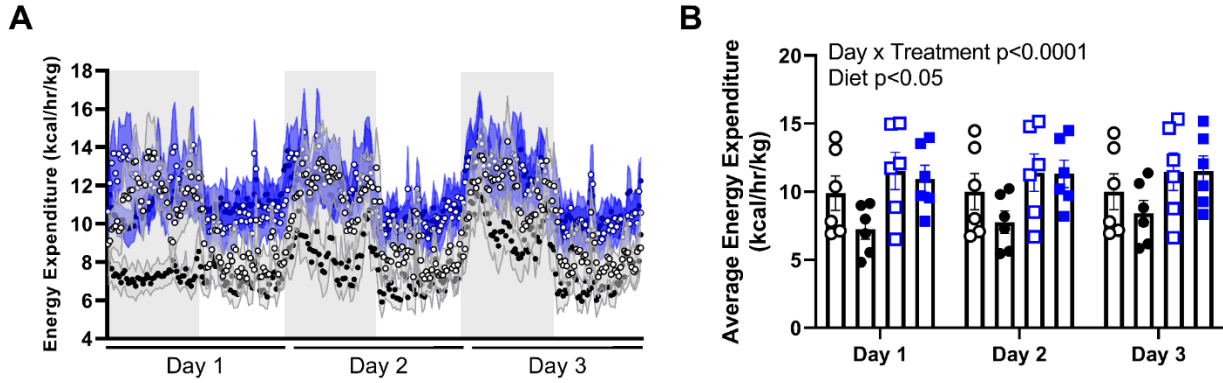 A
Energy Expenditure (kcal/hr/kg)
18
16
14
12
10
8
6
4
Day 1
Day 2
Day 3
B
Average Energy Expenditure
(kcal/hr/kg)
20
15
10
5
0
Day x Treatment p<0.0001
Diet p<0.05
Day 1
Day 2
Day 3